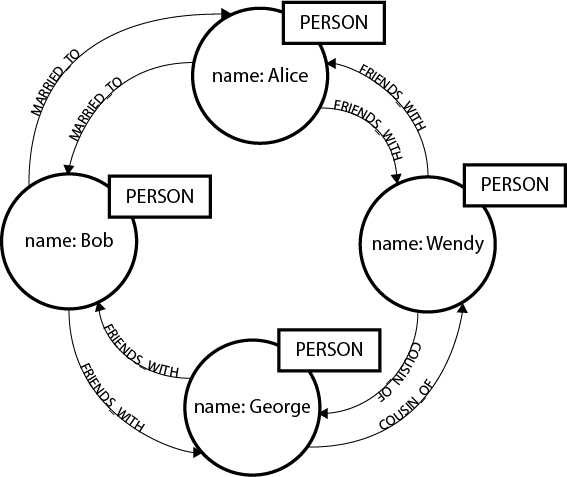 PERSON
name: Alice
MARRIED_TO
MARRIED_TO
FRIENDS_WITH
FRIENDS_WITH
PERSON
name: Bob
PERSON
name: Wendy
FRIENDS_WITH
FRIENDS_WITH
PERSON
name: George
COUSIN_OF
COUSIN_OF